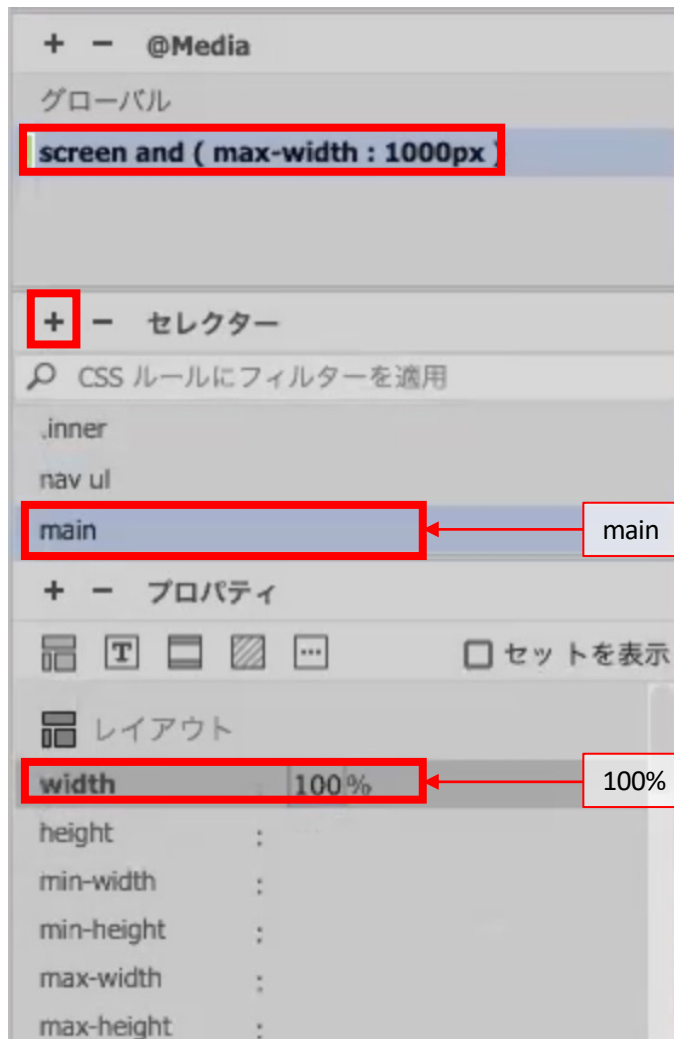 + − @Media
グローバル
screen and ( max-width : 1000px )
+ − セレクター
CSS ルールにフィルターを適用
.inner
nav ul
main
main
+ − プロパティ
T
セットを表示
レイアウト
width : 100 %
100%
height :
min-width :
min-height :
max-width :
max-height :